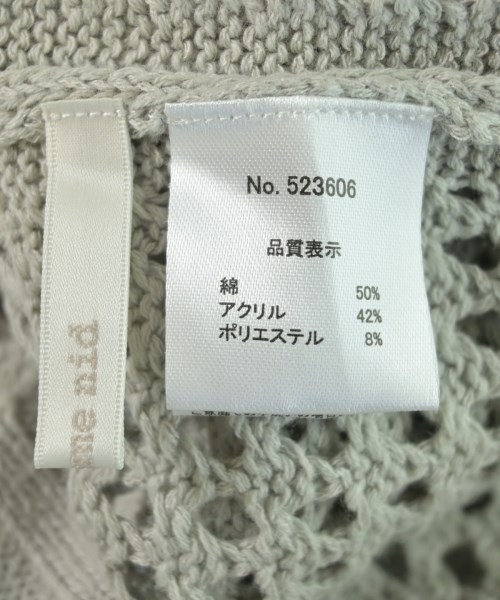 No. 523606
品質表示
綿 50%
アクリル 42%
ポリエステル 8%
me nid